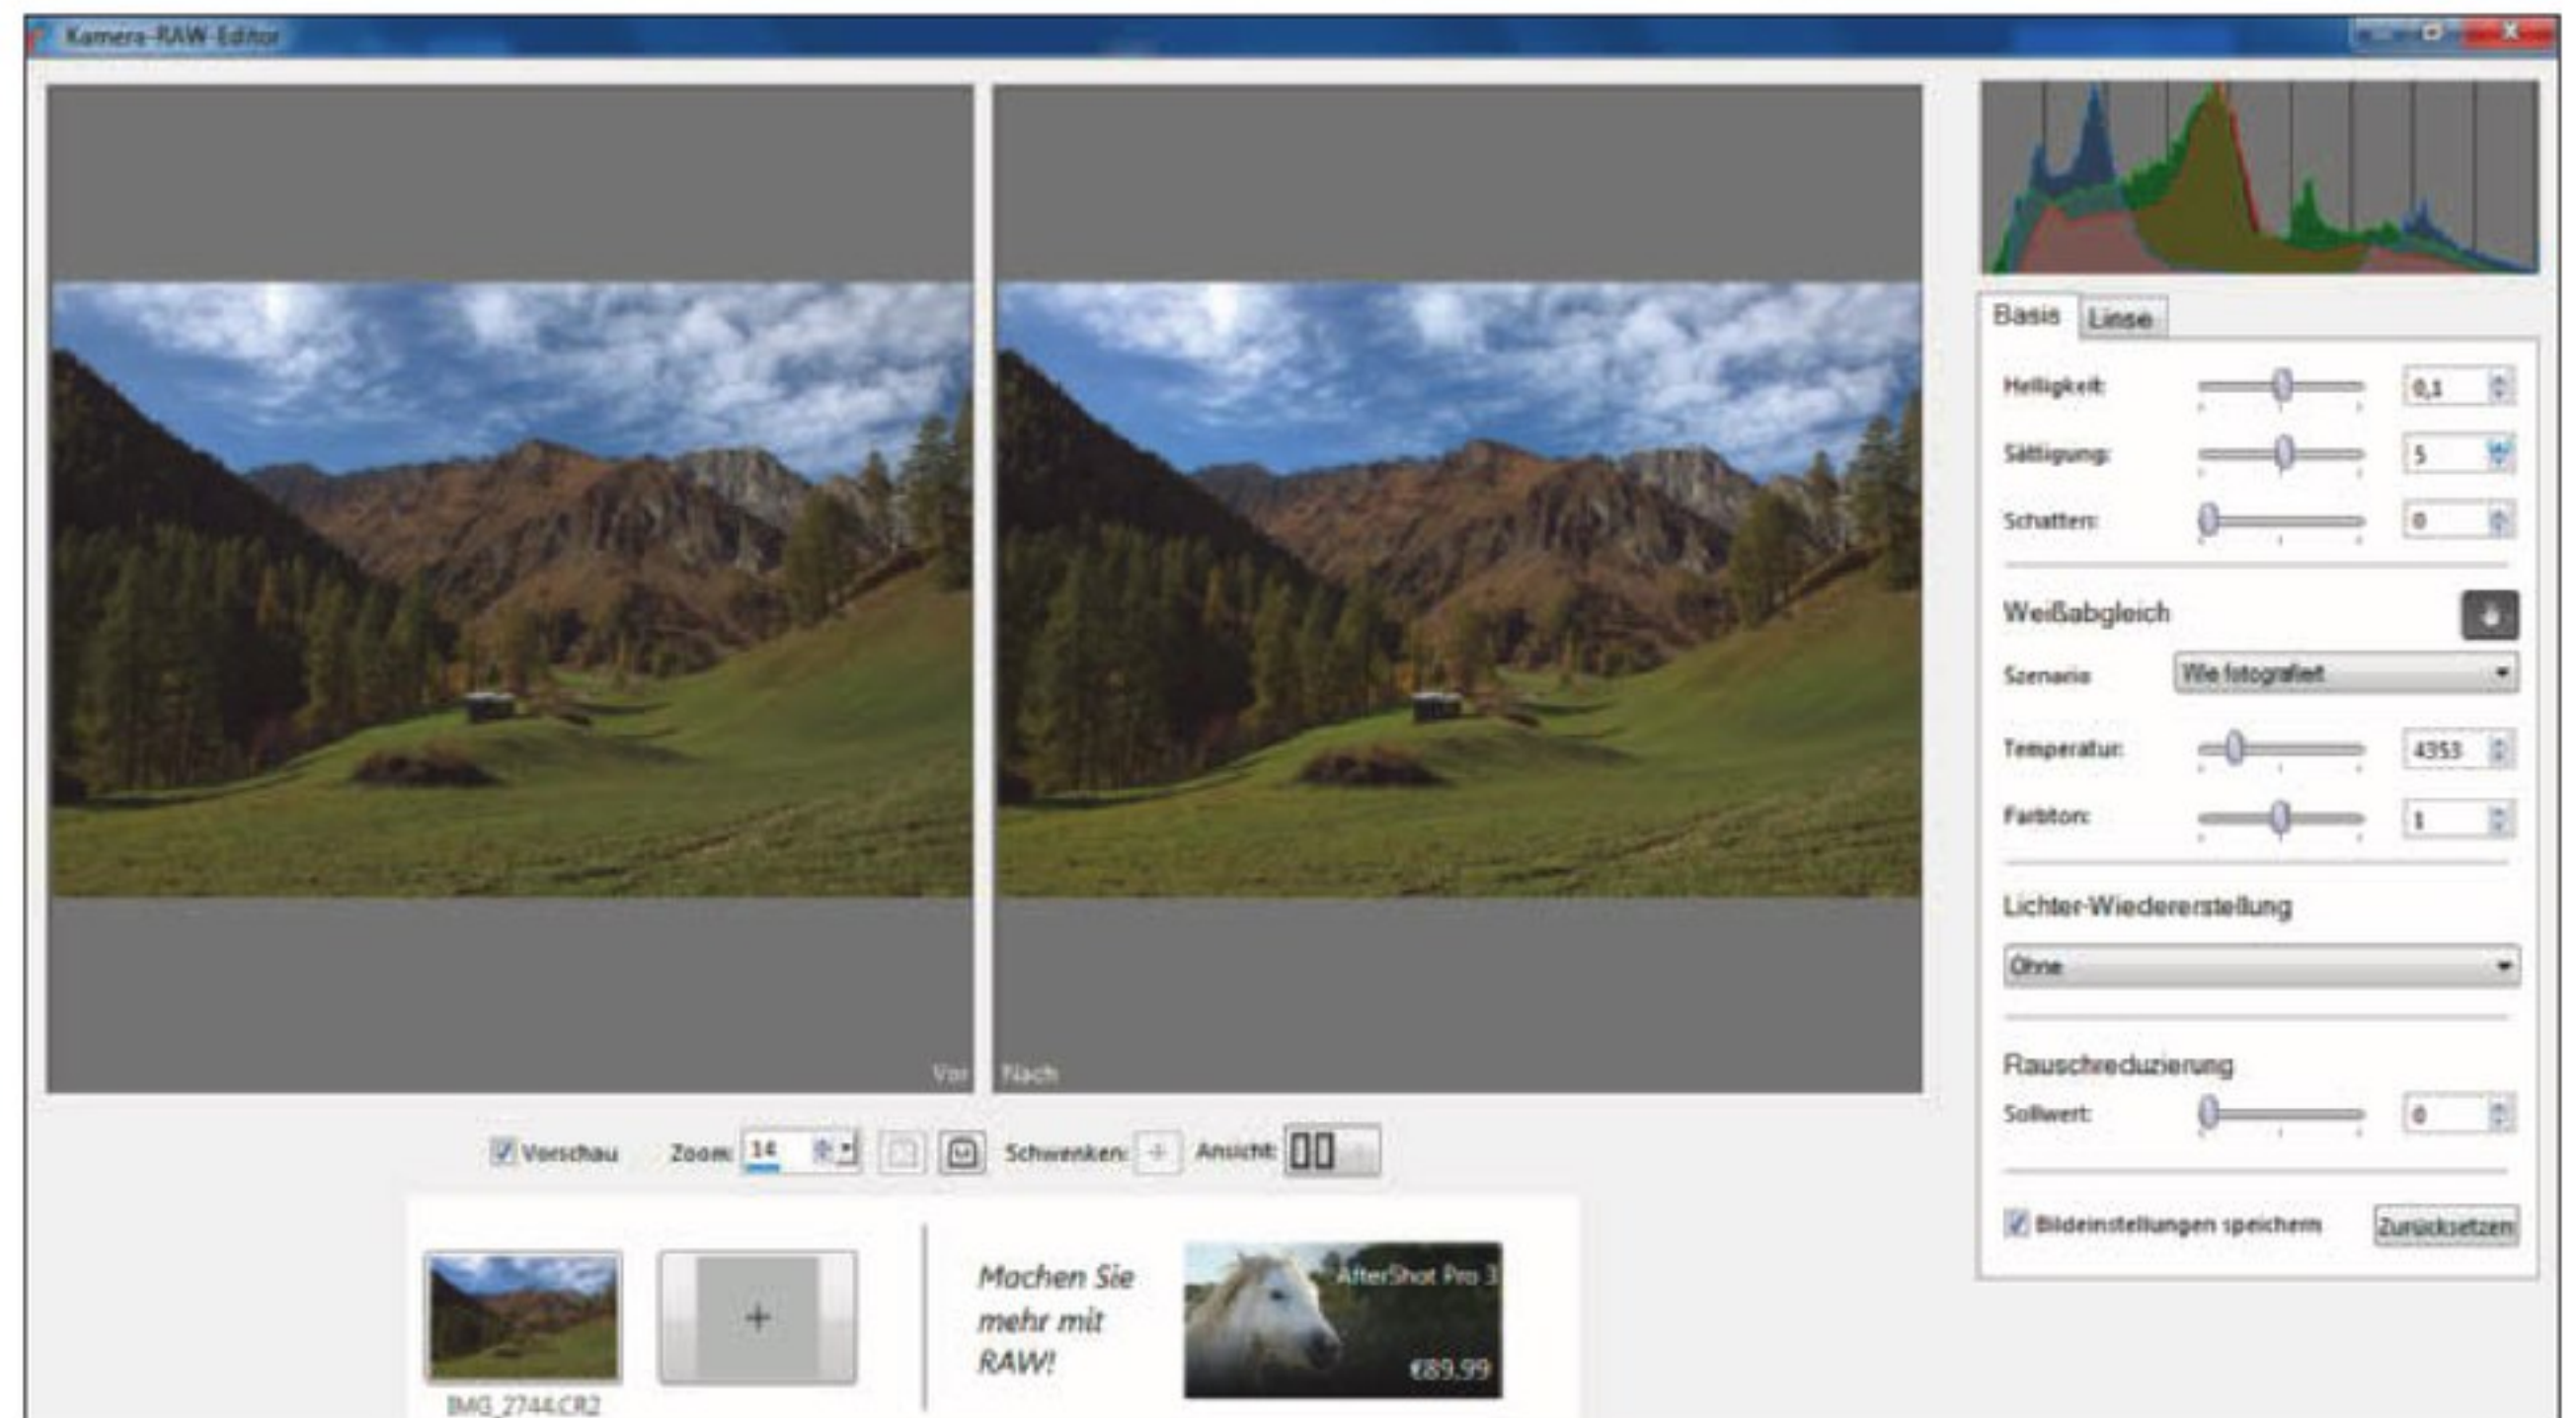 Kamera-RAW-Editor
Basis
Linse
Helligkeit:
0,1
Sättigung:
5
Schatten:
0
Weißabgleich
Szenario
Wie fotografiert
Temperatur:
4353
Farbton:
1
Lichter-Wiedererstellung
Ohne
Rauschreduzierung
Sollwert:
0
Bildeinstellungen speichern
Zurücksetzen
Vor
Nach
Vorschau
Zoom:
14
Schwenken:
Ansicht:
IMG_2744.CR2
Machen Sie
mehr mit
RAW!
AfterShot Pro 3
€89.99